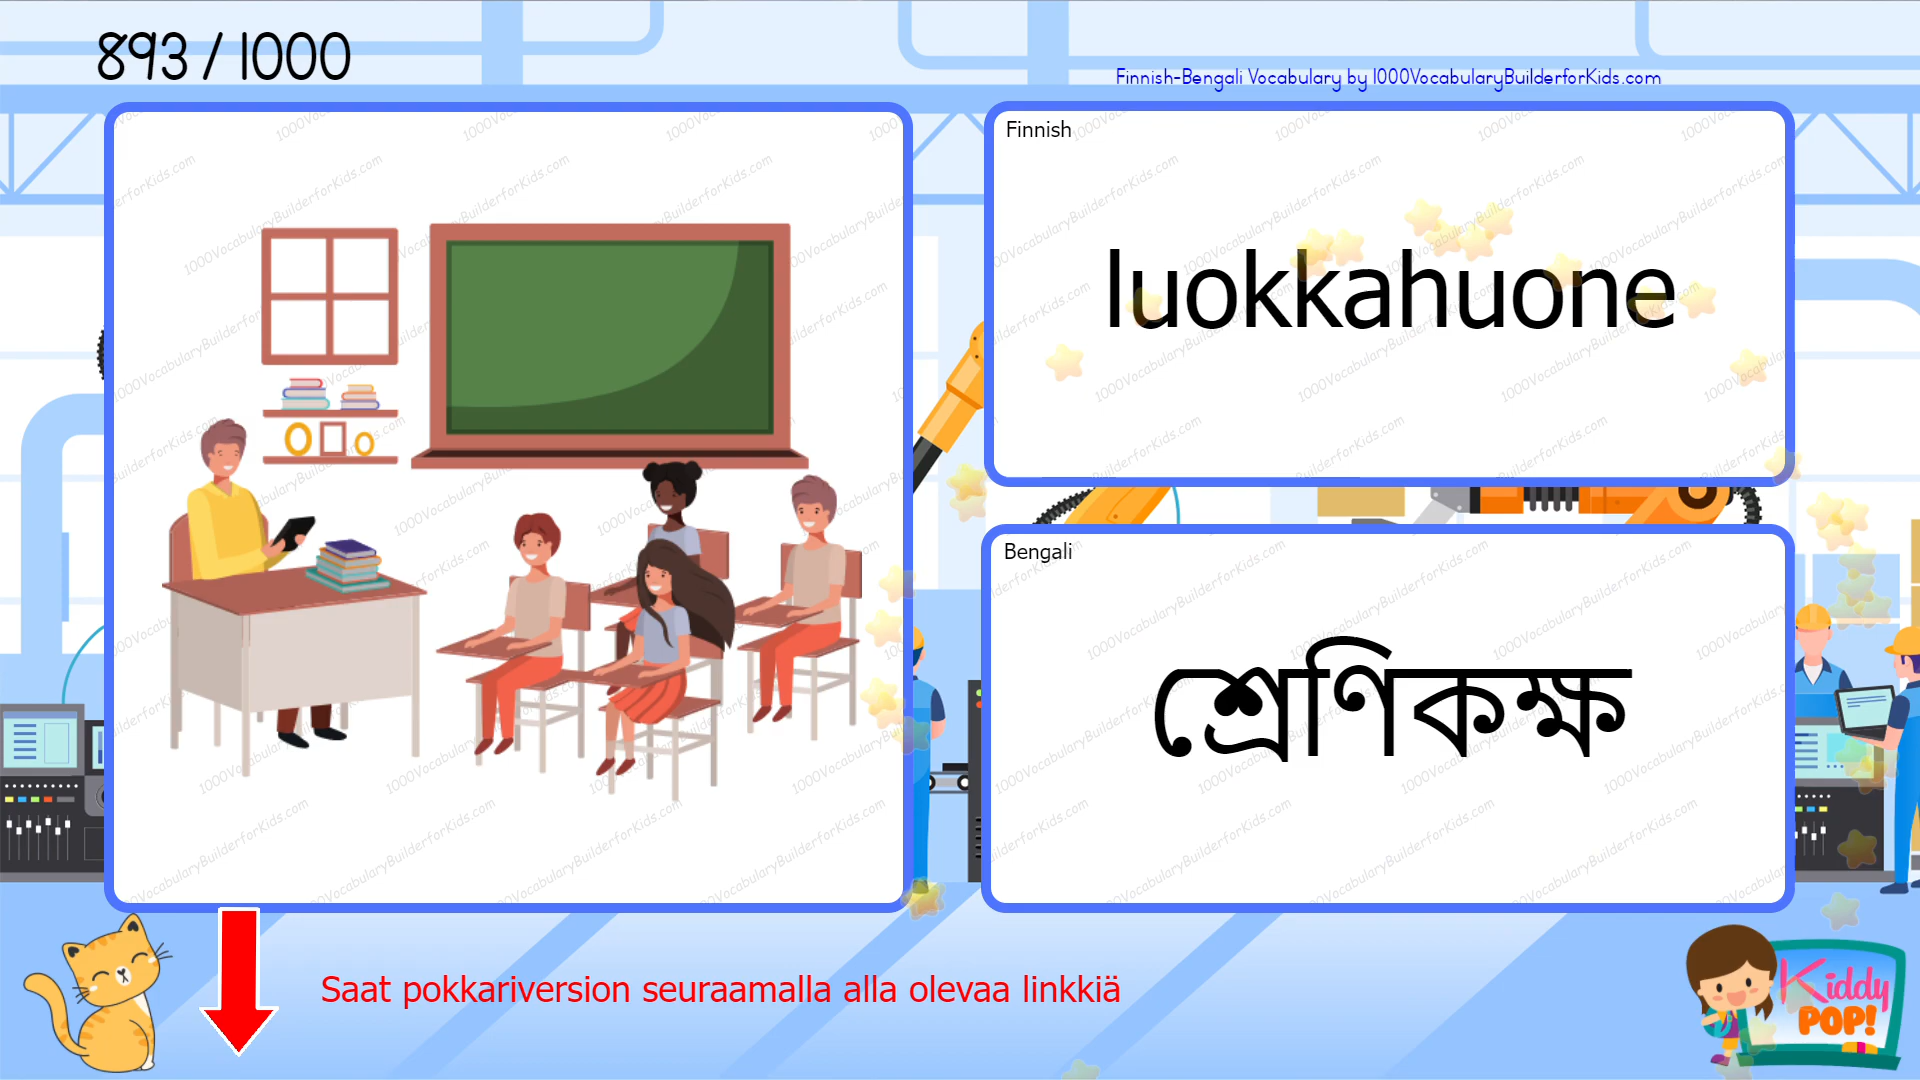 893 / 1000
Finnish-Bengali Vocabulary by 1000VocabularyBuilderforKids.com
Finnish
luokkahuone
Bengali
শ্রেণিকক্ষ
Saat pokkariversion seuraamalla alla olevaa linkkiä
Kiddy
POP!